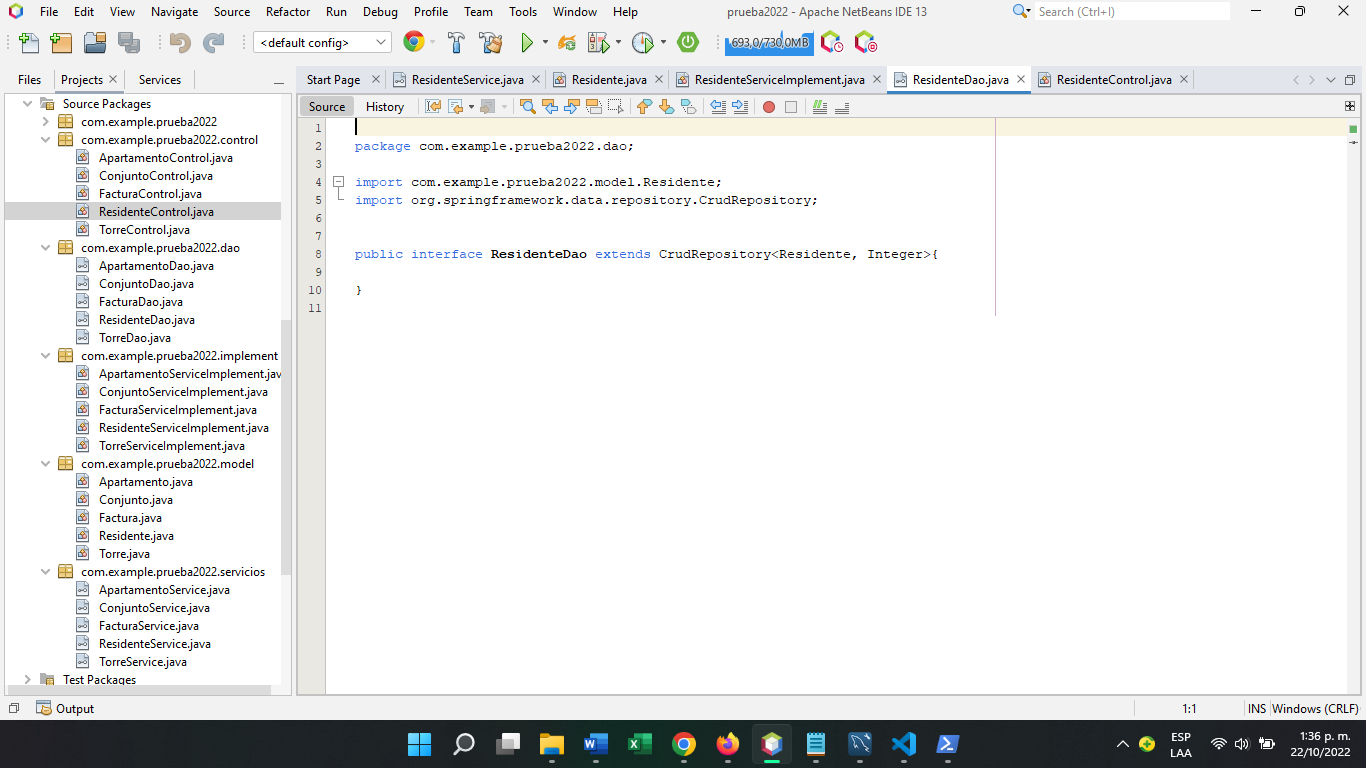 File Edit View Navigate Source Refactor Run Debug Profile Team Tools Window Help
prueba2022 - Apache NetBeans IDE 13
Search (Ctrl+I)
<default config>
693,0/730,0MB
Files Projects Services
Start Page ResidenteService.java Residente.java ResidenteServiceImplement.java ResidenteDao.java ResidenteControl.java
Source History
Source Packages
com.example.prueba2022
com.example.prueba2022.control
ApartamentoControl.java
ConjuntoControl.java
FacturaControl.java
ResidenteControl.java
TorreControl.java
com.example.prueba2022.dao
ApartamentoDao.java
ConjuntoDao.java
FacturaDao.java
ResidenteDao.java
TorreDao.java
com.example.prueba2022.implement
ApartamentoServiceImplement.jav
ConjuntoServiceImplement.java
FacturaServiceImplement.java
ResidenteServiceImplement.java
TorreServiceImplement.java
com.example.prueba2022.model
Apartamento.java
Conjunto.java
Factura.java
Residente.java
Torre.java
com.example.prueba2022.servicios
ApartamentoService.java
ConjuntoService.java
FacturaService.java
ResidenteService.java
TorreService.java
Test Packages
1
2 package com.example.prueba2022.dao;
3
4 import com.example.prueba2022.model.Residente;
5 import org.springframework.data.repository.CrudRepository;
6
7
8 public interface ResidenteDao extends CrudRepository<Residente, Integer>{
9
10 }
11
Output
1:1 INS Windows (CRLF)
ESP
LAA
1:36 p. m.
22/10/2022